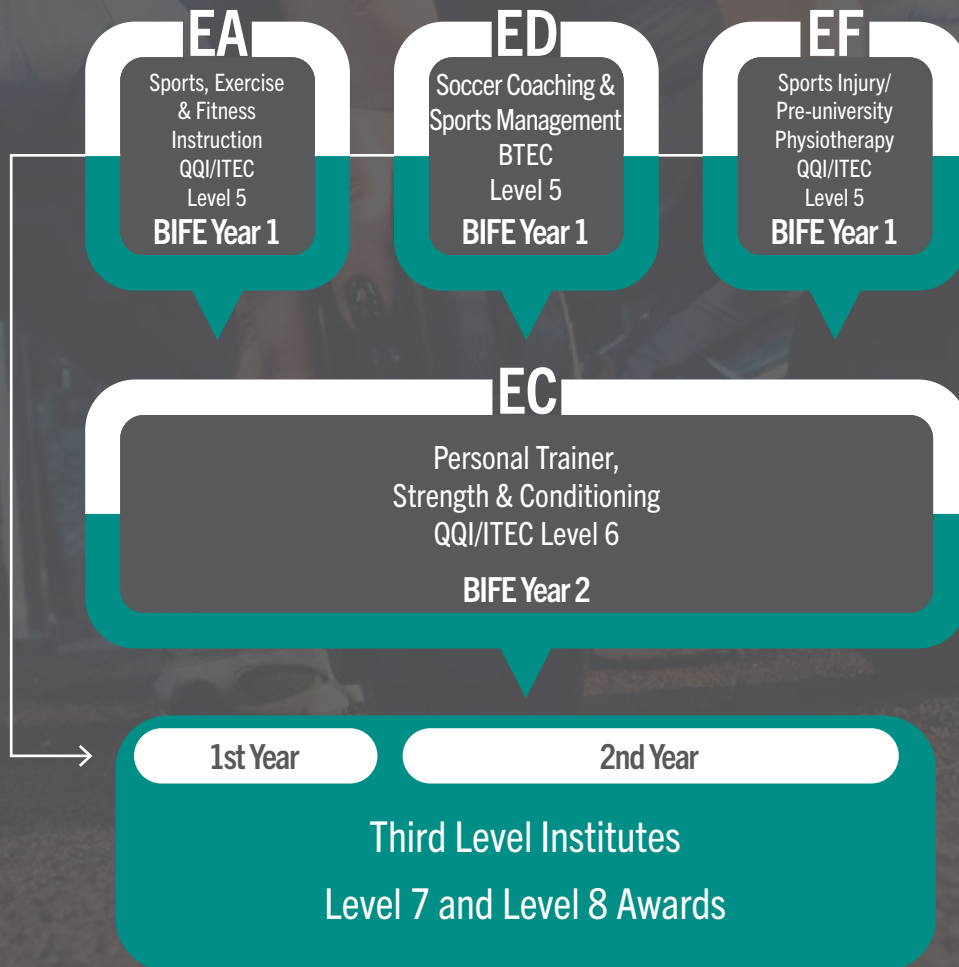 EA
Sports, Exercise
& Fitness
Instruction
QQI/ITEC
Level 5
BIFE Year 1
ED
Soccer Coaching &
Sports Management
BTEC
Level 5
BIFE Year 1
EF
Sports Injury/
Pre-university
Physiotherapy
QQI/ITEC
Level 5
BIFE Year 1
EC
Personal Trainer,
Strength & Conditioning
QQI/ITEC Level 6
BIFE Year 2
1st Year
2nd Year
Third Level Institutes
Level 7 and Level 8 Awards